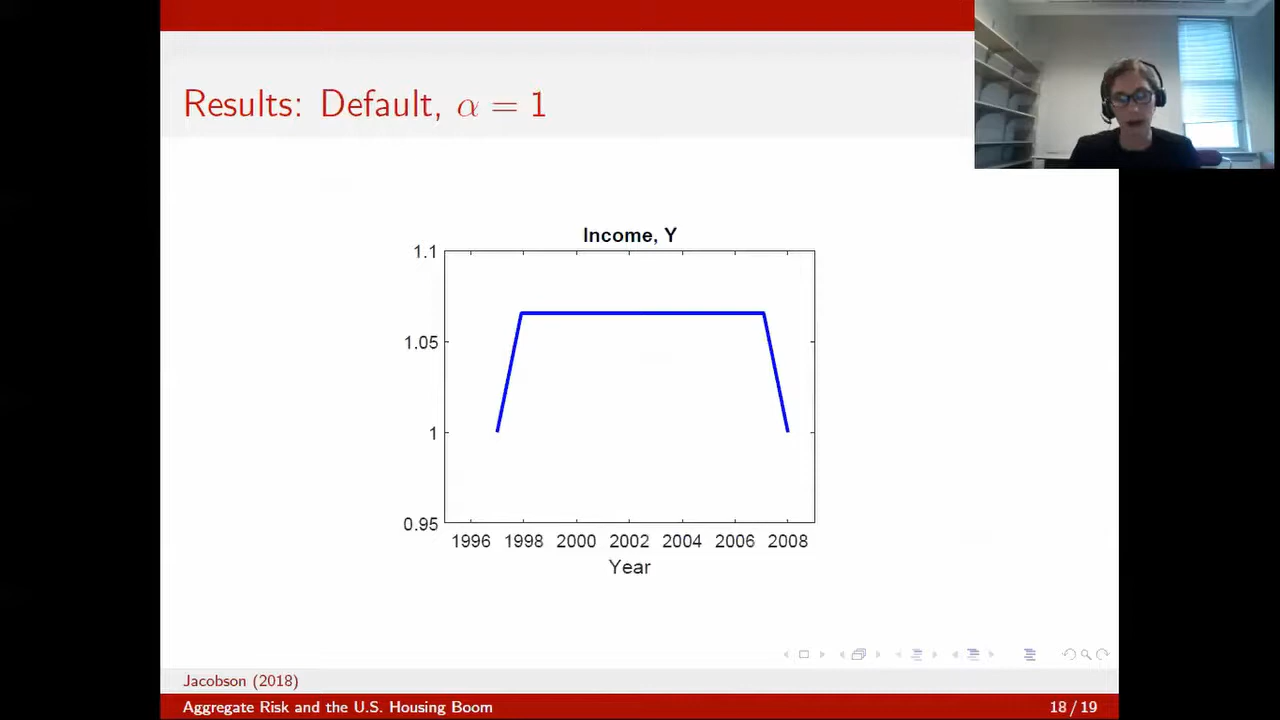 Results: Default, α = 1
Income, Y
1.1
1.05
1
0.95
1996 1998 2000 2002 2004 2006 2008
Year
Jacobson (2018)
Aggregate Risk and the U.S. Housing Boom 18 / 19